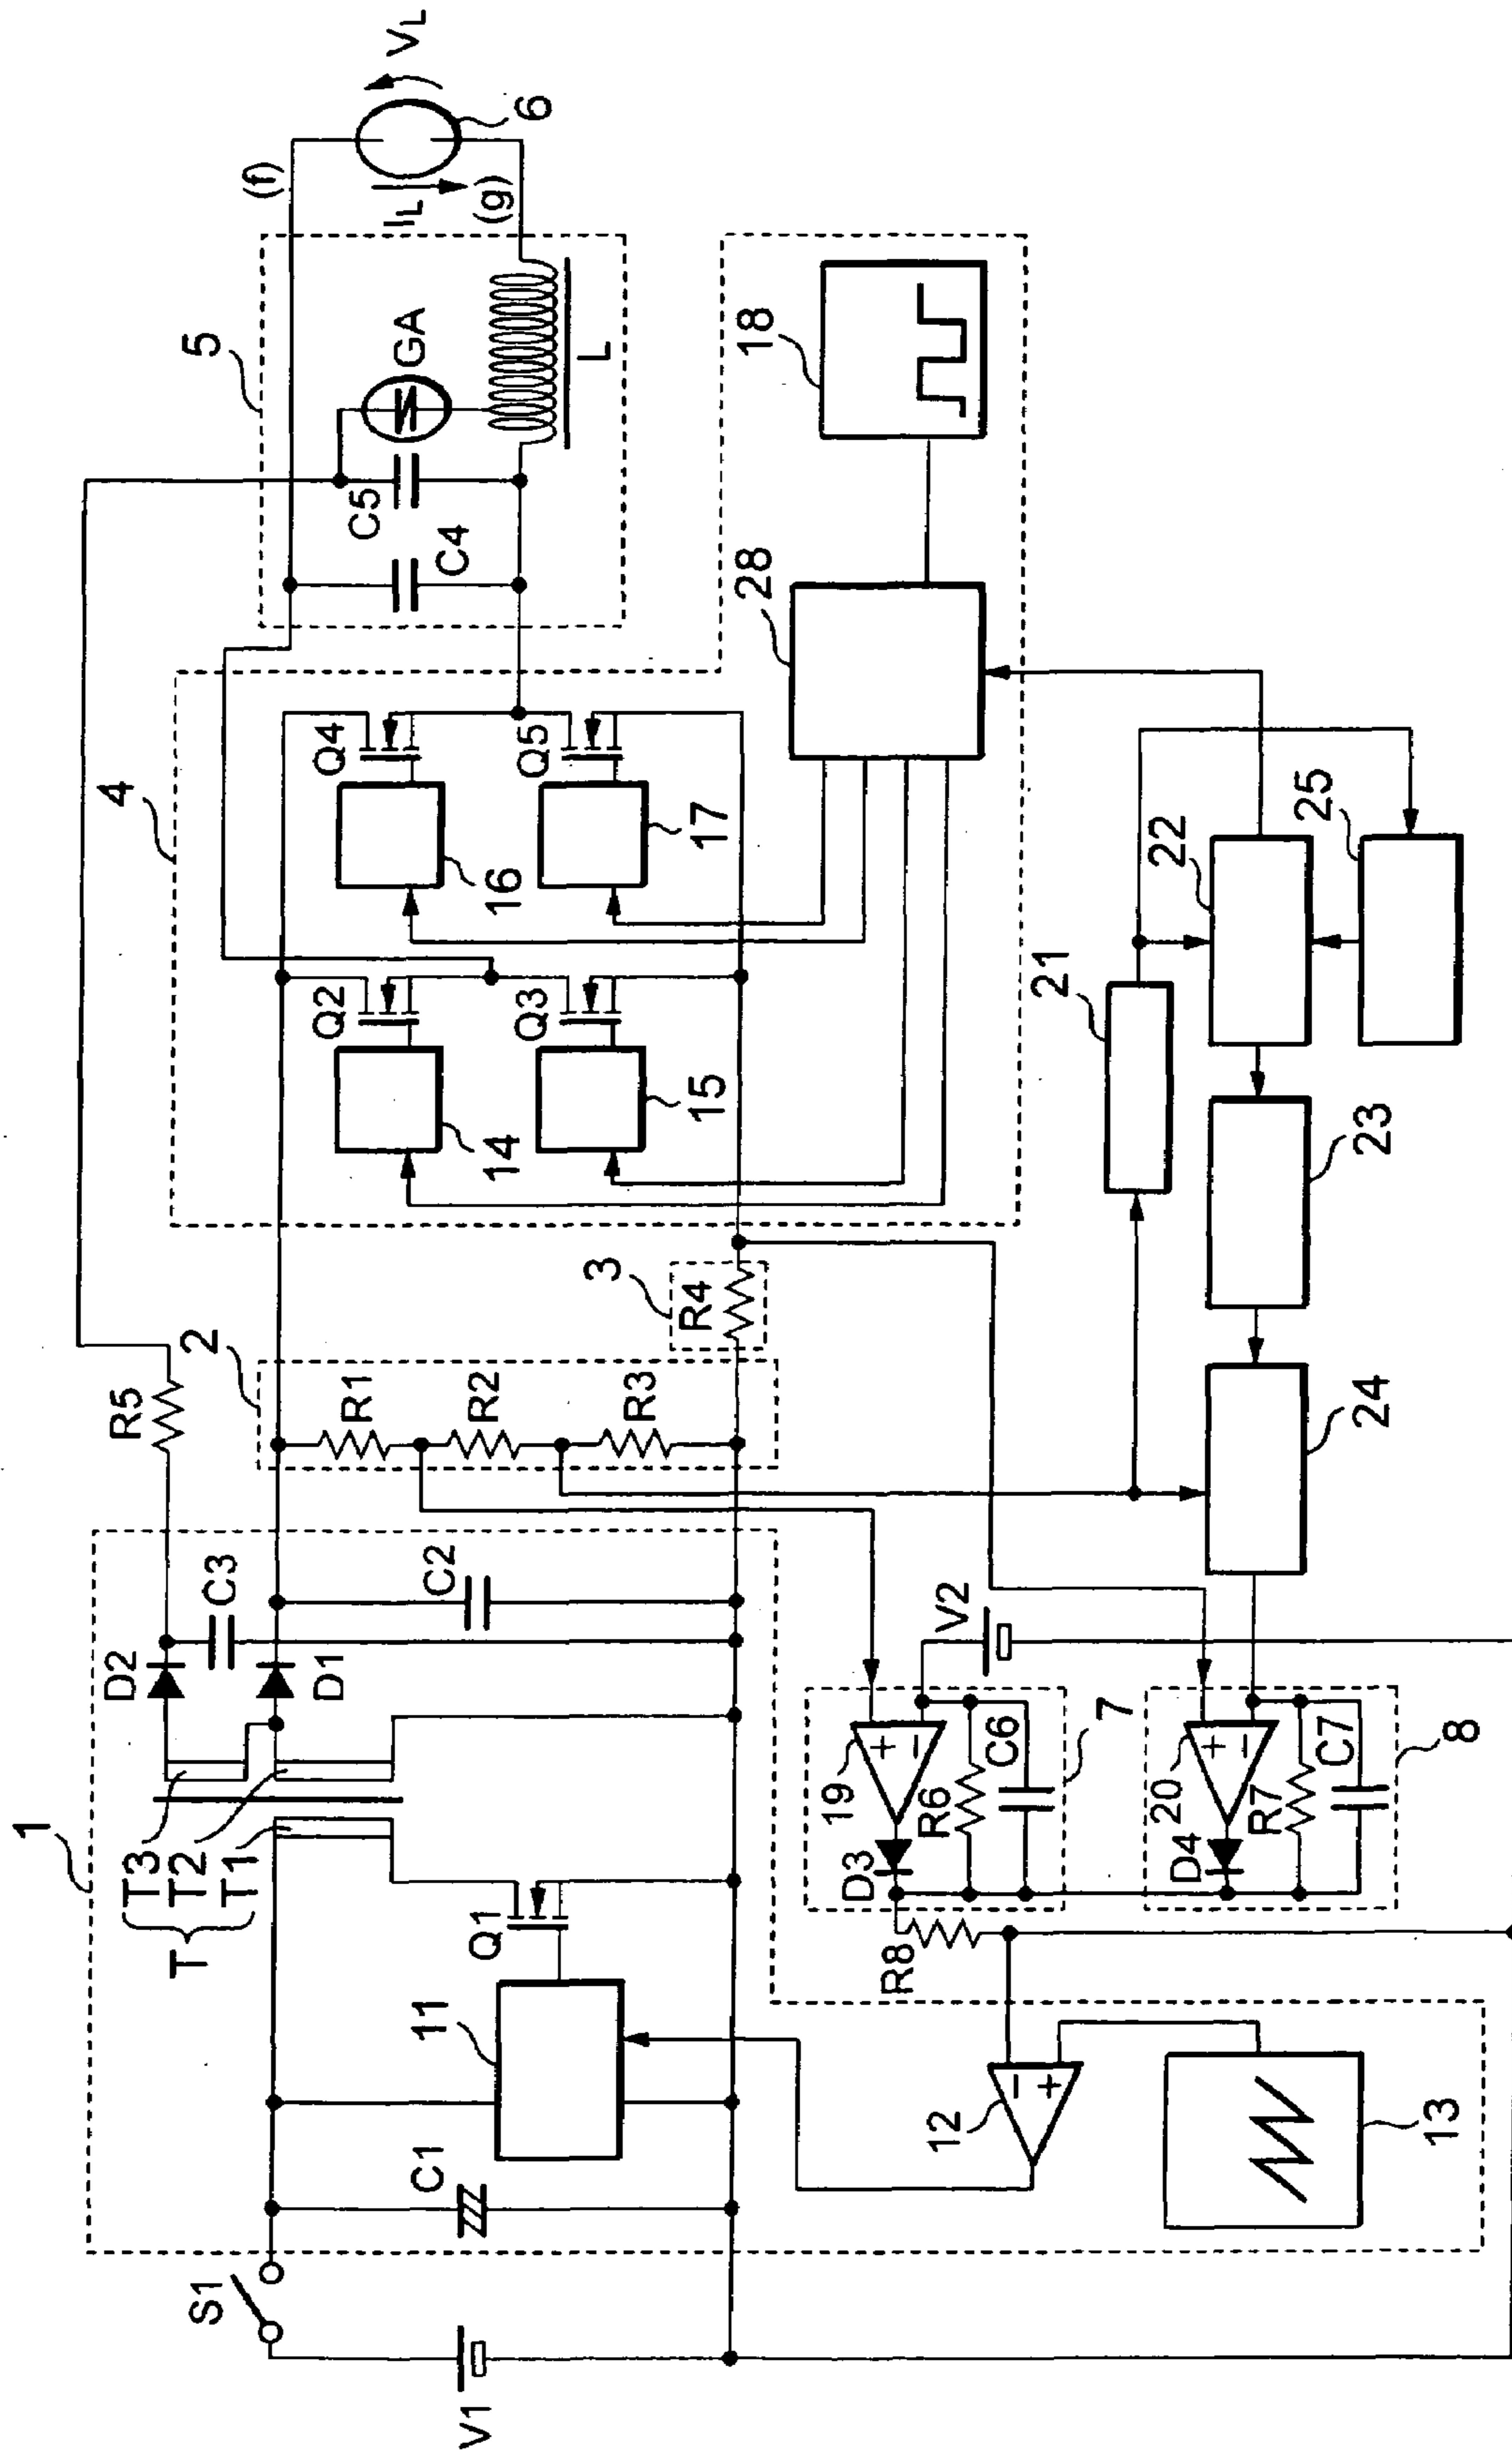 1
T
T3
T2
T1
D2
D1
C3
C2
R5
2
R1
R2
R3
3
R4
4
Q2
Q3
14
15
Q4
Q5
16
17
5
C5
C4
GA
L
(f)
(g)
IL
VL
6
S1
V1
C1
11
Q1
12
−
+
13
R8
D3
19
+
−
R6
C6
7
V2
D4
20
+
−
R7
C7
8
24
23
21
22
25
28
18